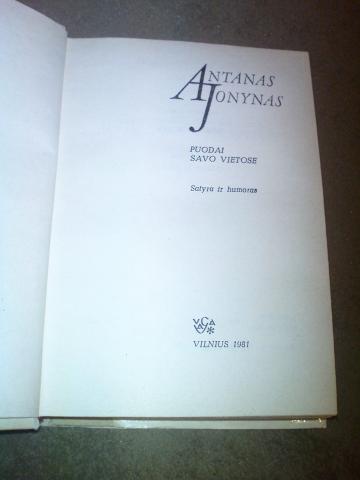 ANTANAS
JONYNAS
PUODAI
SAVO VIETOSE
Satyra ir humoras
VILNIUS 1981